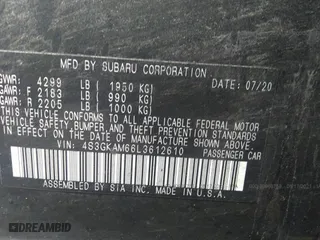 MFD BY SUBARU CORPORATION
GVWR: 4299 LB ( 1950 KG) DATE: 07/20
GAWR: F 2183 LB ( 990 KG)
GAWR: R 2205 LB ( 1000 KG)
THIS VEHICLE CONFORMS TO ALL APPLICABLE FEDERAL MOTOR
VEHICLE SAFETY, BUMPER, AND THEFT PREVENTION STANDARDS
IN EFFECT ON THE DATE OF MANUFACTURE SHOWN ABOVE.
VIN: 4S3GKAM66L3612610 PASSENGER CAR
ASSEMBLED BY SIA INC. MADE IN U.S.A.